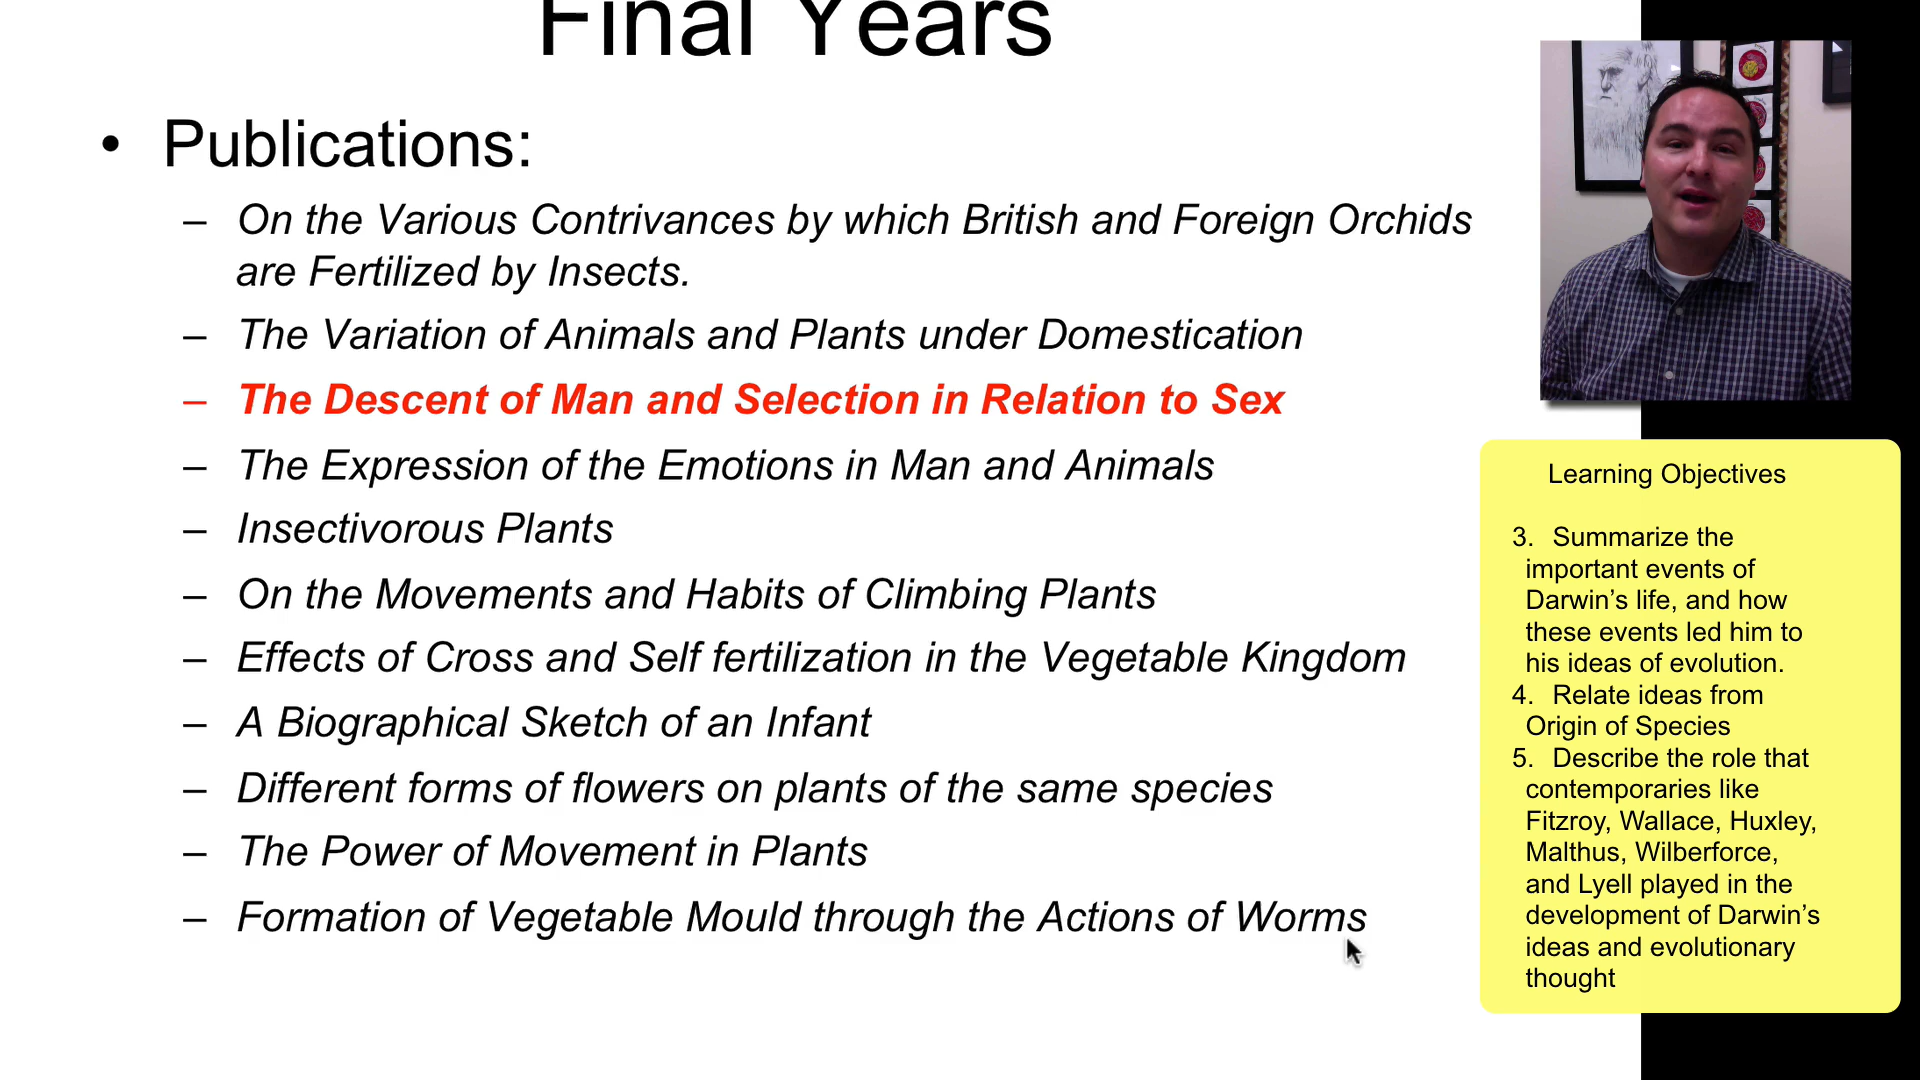 Final Years
• Publications:
– On the Various Contrivances by which British and Foreign Orchids
are Fertilized by Insects.
– The Variation of Animals and Plants under Domestication
– The Descent of Man and Selection in Relation to Sex
– The Expression of the Emotions in Man and Animals
– Insectivorous Plants
– On the Movements and Habits of Climbing Plants
– Effects of Cross and Self fertilization in the Vegetable Kingdom
– A Biographical Sketch of an Infant
– Different forms of flowers on plants of the same species
– The Power of Movement in Plants
– Formation of Vegetable Mould through the Actions of Worms
Learning Objectives
3. Summarize the
important events of
Darwin’s life, and how
these events led him to
his ideas of evolution.
4. Relate ideas from
Origin of Species
5. Describe the role that
contemporaries like
Fitzroy, Wallace, Huxley,
Malthus, Wilberforce,
and Lyell played in the
development of Darwin’s
ideas and evolutionary
thought